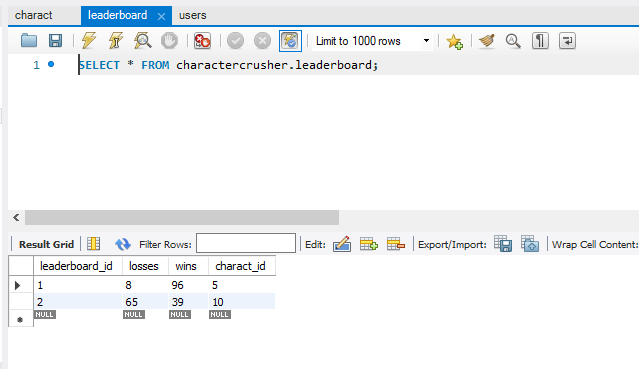 charact leaderboard × users
Limit to 1000 rows
1 SELECT * FROM charactercrusher.leaderboard;
Result Grid Filter Rows: Edit: Export/Import: Wrap Cell Content:
leaderboard_id losses wins charact_id
1 8 96 5
2 65 39 10
NULL NULL NULL NULL